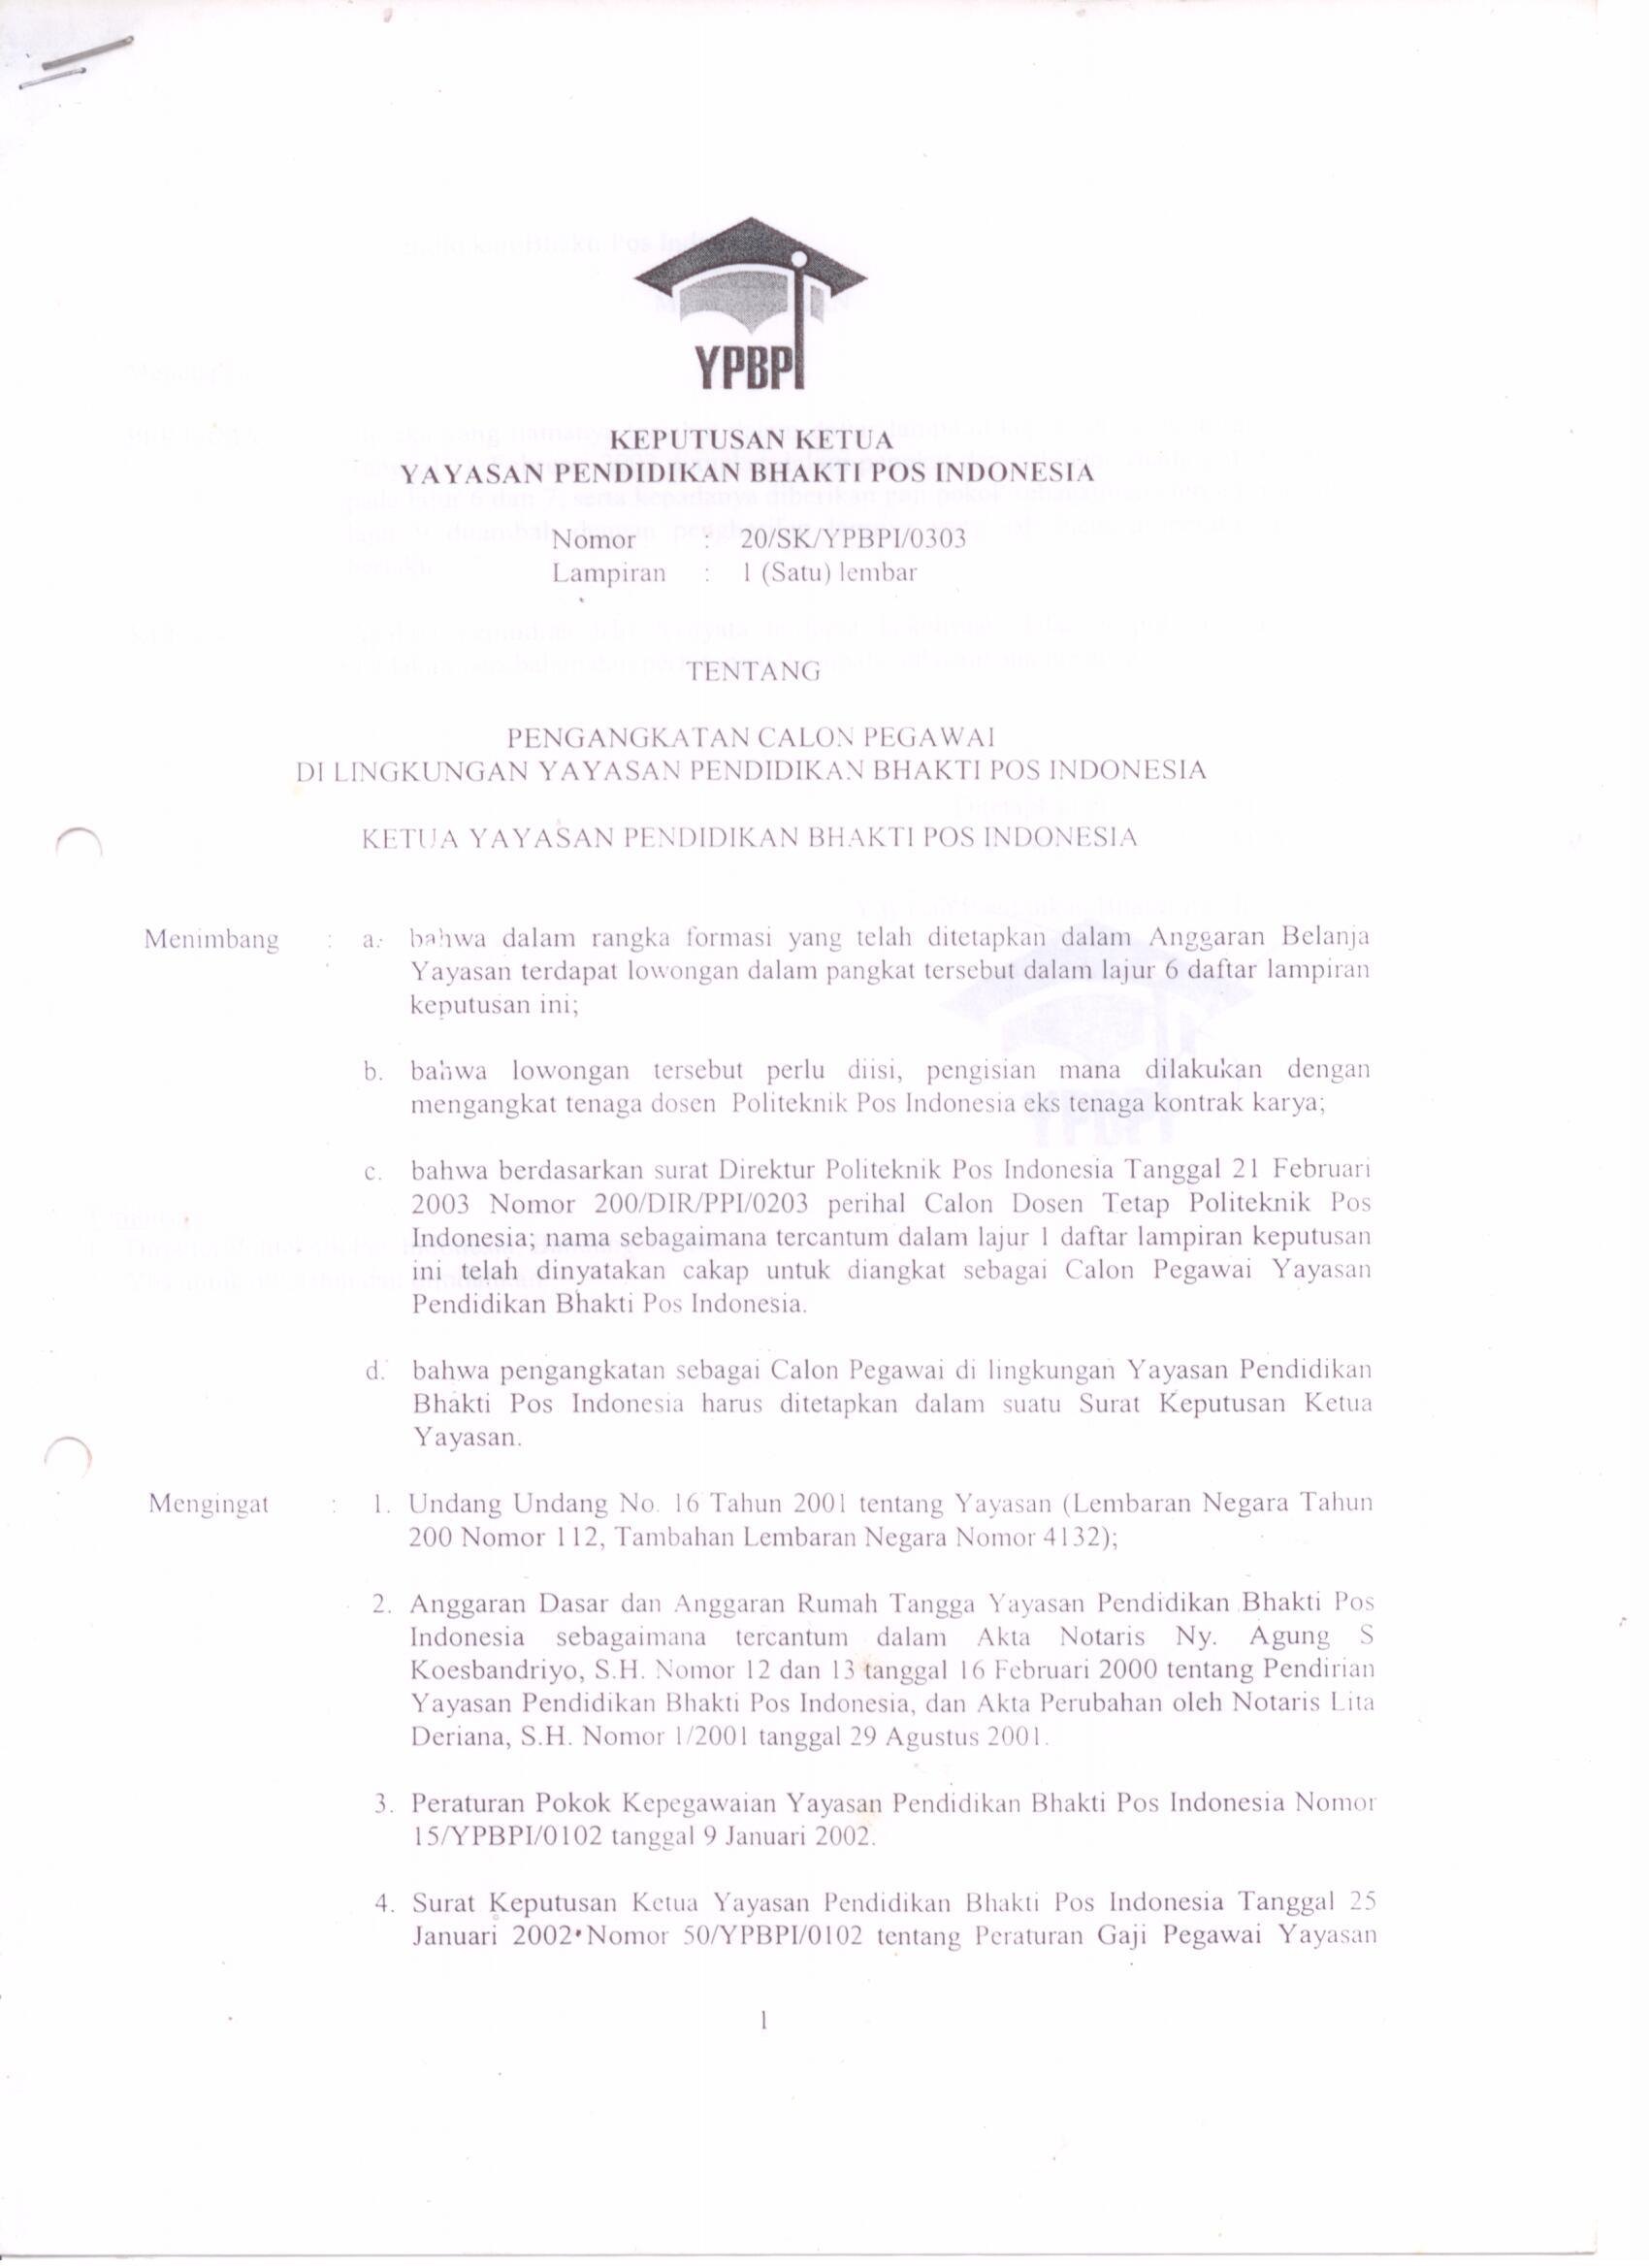 YPBPI
KEPUTUSAN KETUA
YAYASAN PENDIDIKAN BHAKTI POS INDONESIA
Nomor : 20/SK/YPBPI/0303
Lampiran : 1 (Satu) lembar
TENTANG
PENGANGKATAN CALON PEGAWAI
DI LINGKUNGAN YAYASAN PENDIDIKAN BHAKTI POS INDONESIA
KETUA YAYASAN PENDIDIKAN BHAKTI POS INDONESIA
Menimbang : a. bahwa dalam rangka formasi yang telah ditetapkan dalam Anggaran Belanja
Yayasan terdapat lowongan dalam pangkat tersebut dalam lajur 6 daftar lampiran
keputusan ini;
b. bahwa lowongan tersebut perlu diisi, pengisian mana dilakukan dengan
mengangkat tenaga dosen Politeknik Pos Indonesia eks tenaga kontrak karya;
c. bahwa berdasarkan surat Direktur Politeknik Pos Indonesia Tanggal 21 Februari
2003 Nomor 200/DIR/PPI/0203 perihal Calon Dosen Tetap Politeknik Pos
Indonesia; nama sebagaimana tercantum dalam lajur 1 daftar lampiran keputusan
ini telah dinyatakan cakap untuk diangkat sebagai Calon Pegawai Yayasan
Pendidikan Bhakti Pos Indonesia.
d. bahwa pengangkatan sebagai Calon Pegawai di lingkungan Yayasan Pendidikan
Bhakti Pos Indonesia harus ditetapkan dalam suatu Surat Keputusan Ketua
Yayasan.
Mengingat : 1. Undang Undang No. 16 Tahun 2001 tentang Yayasan (Lembaran Negara Tahun
200 Nomor 112, Tambahan Lembaran Negara Nomor 4132);
2. Anggaran Dasar dan Anggaran Rumah Tangga Yayasan Pendidikan Bhakti Pos
Indonesia sebagaimana tercantum dalam Akta Notaris Ny. Agung S
Koesbandriyo, S.H. Nomor 12 dan 13 tanggal 16 Februari 2000 tentang Pendirian
Yayasan Pendidikan Bhakti Pos Indonesia, dan Akta Perubahan oleh Notaris Lita
Deriana, S.H. Nomor 1/2001 tanggal 29 Agustus 2001.
3. Peraturan Pokok Kepegawaian Yayasan Pendidikan Bhakti Pos Indonesia Nomor
15/YPBPI/0102 tanggal 9 Januari 2002.
4. Surat Keputusan Ketua Yayasan Pendidikan Bhakti Pos Indonesia Tanggal 25
Januari 2002 Nomor 50/YPBPI/0102 tentang Peraturan Gaji Pegawai Yayasan
1